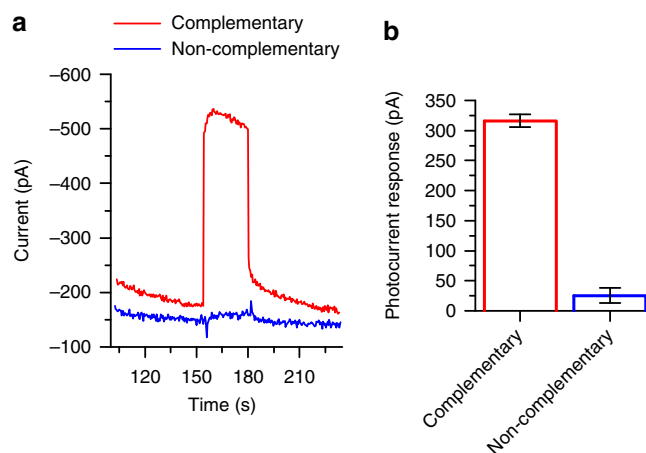 a
Complementary
Non-complementary
–600
–500
–400
–300
–200
–100
Current (pA)
120
150
180
210
Time (s)
b
350
300
250
200
150
100
50
0
Photocurrent response (pA)
Complementary
Non-complementary